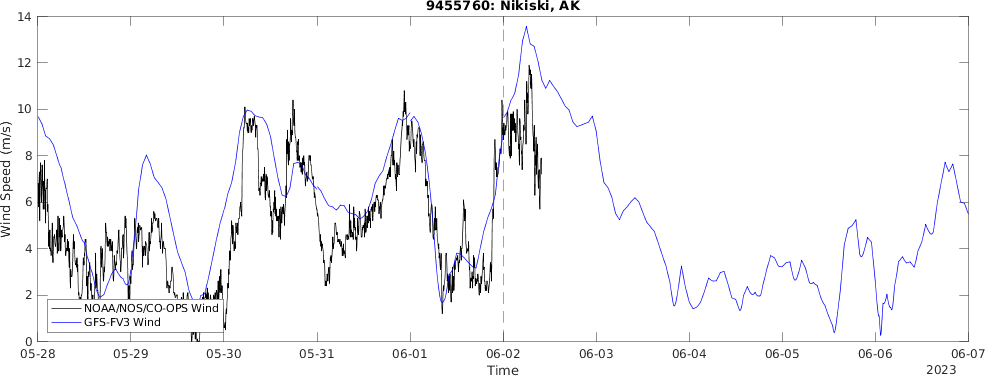 9455760: Nikiski, AK
Wind Speed (m/s)
14
12
10
8
6
4
2
0
NOAA/NOS/CO-OPS Wind
GFS-FV3 Wind
05-28 05-29 05-30 05-31 06-01 06-02 06-03 06-04 06-05 06-06 06-07
Time
2023